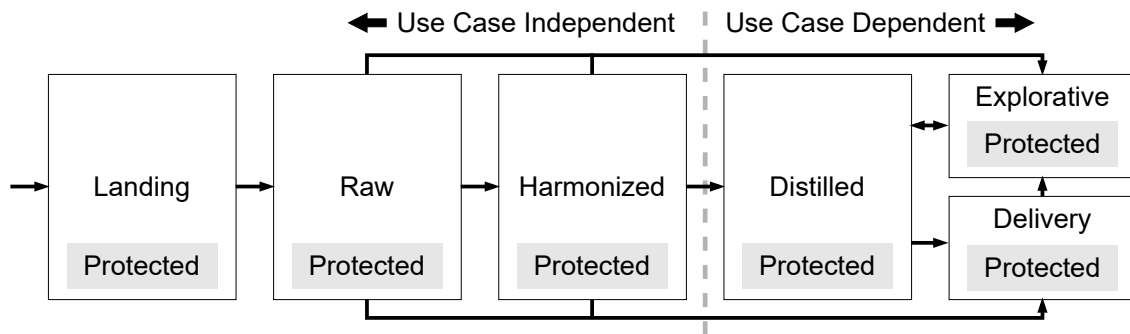 Use Case Independent
Use Case Dependent
Landing
Protected
Raw
Protected
Harmonized
Protected
Distilled
Protected
Explorative
Protected
Delivery
Protected